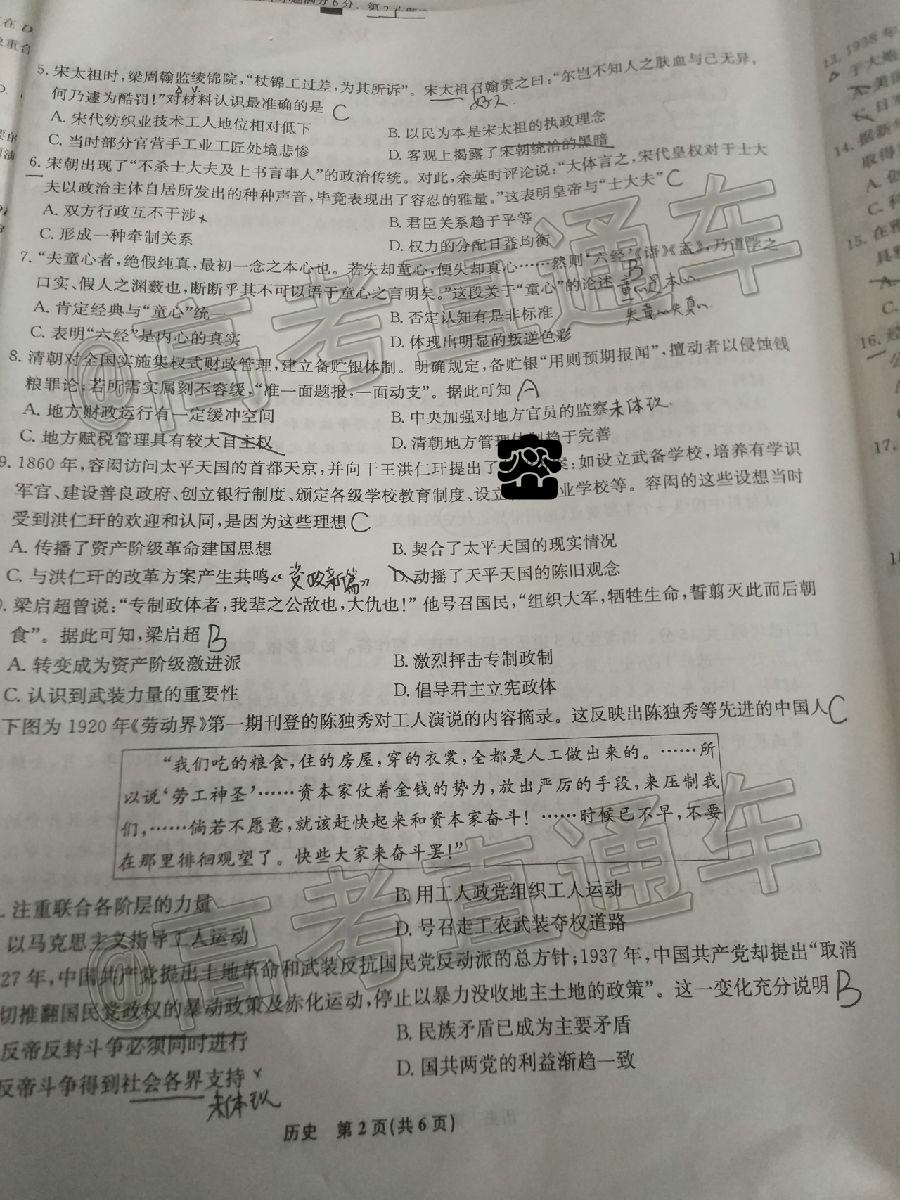 5. 宋太祖时,梁周翰监绫锦院,“杖锦工过差,为其所诉”。宋太祖召翰责之曰:“尔岂不知人之肤血与己无异,
何乃遽为酷罚!”对材料认识最准确的是 C
A. 宋代纺织业技术工人地位相对低下
B. 以民为本是宋太祖的执政理念
C. 当时部分官营手工业工匠处境悲惨
D. 客观上揭露了宋朝统治的黑暗
6. 宋朝出现了“不杀士大夫及上书言事人”的政治传统。对此,余英时评论说:“大体言之,宋代皇权对于士大
夫以政治主体自居所发出的种种声音,毕竟表现出了容忍的雅量。”这表明皇帝与“士大夫” C
A. 双方行政互不干涉
B. 君臣关系趋于平等
C. 形成一种牵制关系
D. 权力的分配日益均衡
7. “夫童心者,绝假纯真,最初一念之本心也。若失却童心,便失却真心……然则‘六经’《语》《孟》,乃道学之
口实、假人之渊薮也,断断乎其不可以语于童心之言明矣。”这段关于“童心”的论述 B
A. 肯定经典与“童心”统一
B. 否定认知有是非标准
C. 表明“六经”是内心的真实
D. 体现出明显的叛逆色彩
8. 清朝对全国实施集权式财政管理,建立备贮银体制。明确规定,备贮银“用则预期报闻”,擅动者以侵蚀钱
粮罪论;若所需实属刻不容缓,“准一面题报,一面动支”。据此可知 A
A. 地方财政运行有一定缓冲空间
B. 中央加强对地方官员的监察 未体现
C. 地方赋税管理具有较大自主权
D. 清朝地方管理体制趋于完善
9. 1860年,容闳访问太平天国的首都天京,并向干王洪仁玕提出了:如设立武备学校,培养有学识
军官、建设善良政府、创立银行制度、颁定各级学校教育制度、设立业学校等。容闳的这些设想当时
受到洪仁玕的欢迎和认同,是因为这些理想 C
A. 传播了资产阶级革命建国思想
B. 契合了太平天国的现实情况
C. 与洪仁玕的改革方案产生共鸣
D. 动摇了天平天国的陈旧观念
. 梁启超曾说:“专制政体者,我辈之公敌也,大仇也!” 他号召国民,“组织大军,牺牲生命,誓剪灭此而后朝
食”。据此可知,梁启超 B
A. 转变成为资产阶级激进派
B. 激烈抨击专制政制
C. 认识到武装力量的重要性
D. 倡导君主立宪政体
下图为1920年《劳动界》第一期刊登的陈独秀对工人演说的内容摘录。这反映出陈独秀等先进的中国人 C
“我们吃的粮食,住的房屋,穿的衣裳,全都是人工做出来的。……所
以说‘劳工神圣’……资本家仗着金钱的势力,放出严厉的手段,来压制我
们,……倘若不愿意,就该赶快起来和资本家奋斗! ……时候已不早,不要
在那里徘徊观望了。快些大家来奋斗罢!”
. 注重联合各阶层的力量
B. 用工人政党组织工人运动
以马克思主义指导工人运动
D. 号召走工农武装夺权道路
27年,中国共产党提出土地革命和武装反抗国民党反动派的总方针;1937年,中国共产党却提出“取消
切推翻国民党政权的暴动政策及赤化运动,停止以暴力没收地主土地的政策”。这一变化充分说明 B
反帝反封斗争必须同时进行
B. 民族矛盾已成为主要矛盾
反帝斗争得到社会各界支持
D. 国共两党的利益渐趋一致
未体现
历史 第2页(共6页)
@高考直通车
@高考直通车